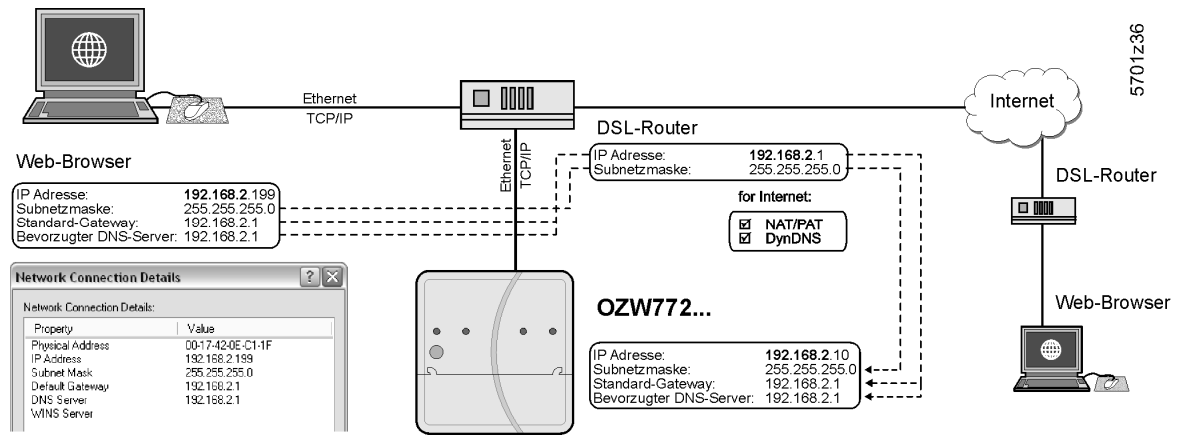 5701z36
Ethernet
TCP/IP
Internet
DSL-Router
Ethernet
TCP/IP
Web-Browser
IP Adresse: 192.168.2.199
Subnetzmaske: 255.255.255.0
Standard-Gateway: 192.168.2.1
Bevorzugter DNS-Server: 192.168.2.1
IP Adresse: 192.168.2.1
Subnetzmaske: 255.255.255.0
for Internet:
NAT/PAT
DynDNS
DSL-Router
Network Connection Details
Network Connection Details:
Property Value
Physical Address 00-17-42-0E-C1-1F
IP Address 192.168.2.199
Subnet Mask 255.255.255.0
Default Gateway 192.168.2.1
DNS Server 192.168.2.1
WINS Server
OZW772...
IP Adresse: 192.168.2.10
Subnetzmaske: 255.255.255.0
Standard-Gateway: 192.168.2.1
Bevorzugter DNS-Server: 192.168.2.1
Web-Browser